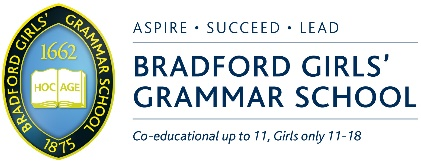 BRADFORD GIRLS' GRAMMAR SCHOOL
1662
HOC AGE
1875
ASPIRE • SUCCEED • LEAD
BRADFORD GIRLS'
GRAMMAR SCHOOL
Co-educational up to 11, Girls only 11-18